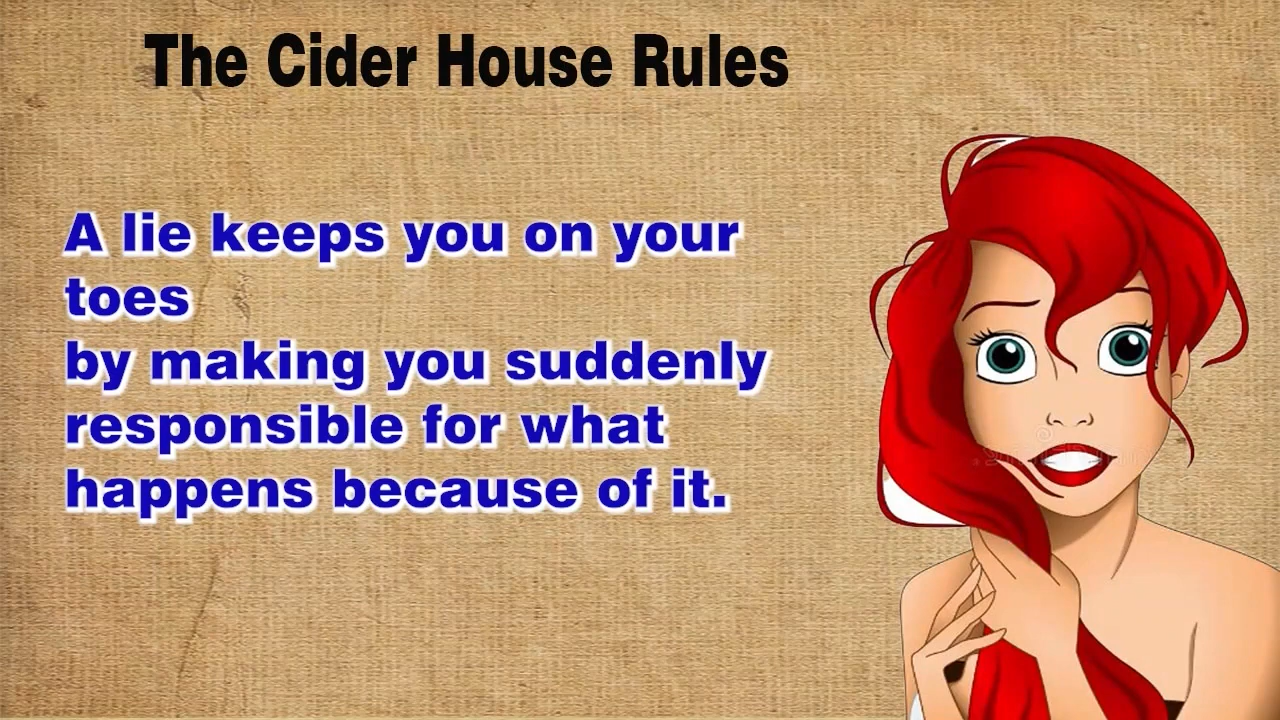 The Cider House Rules
A lie keeps you on your
toes
by making you suddenly
responsible for what
happens because of it.